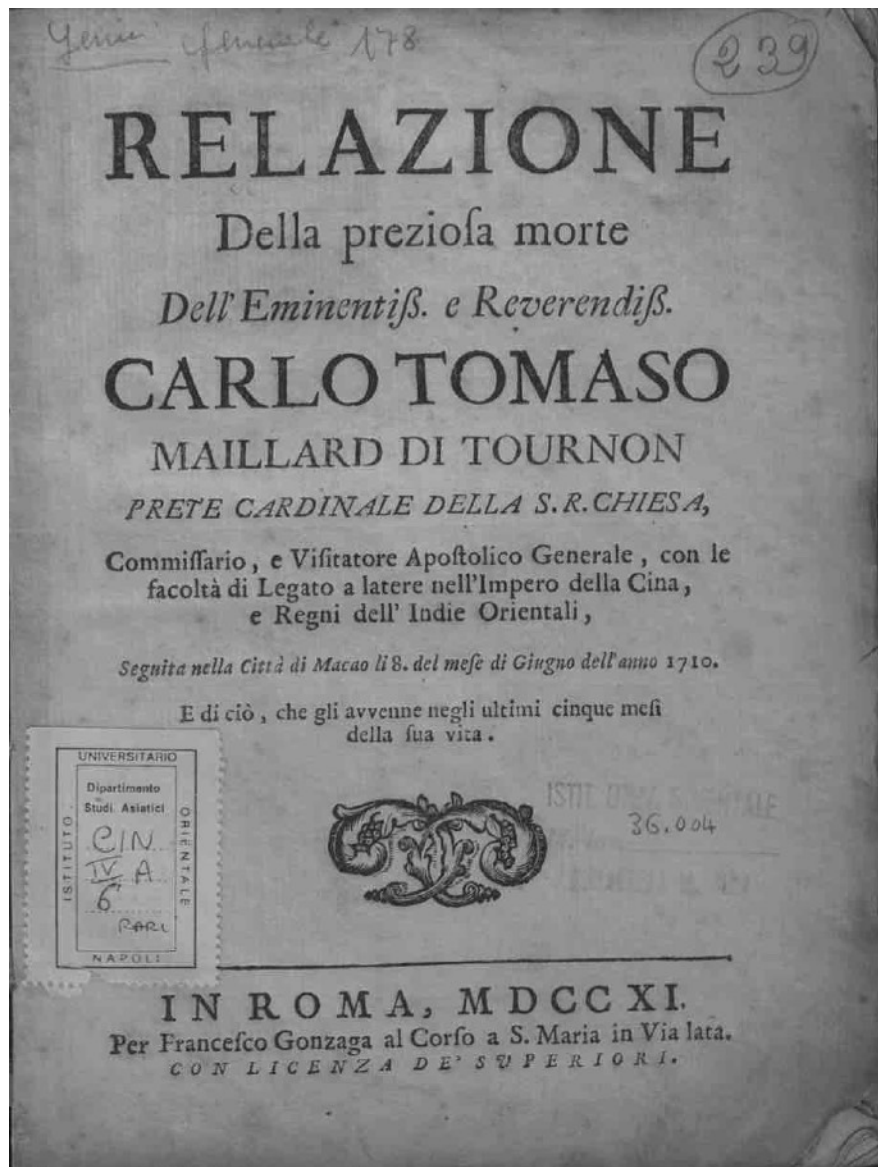 178
239
RELAZIONE
Della prezioſa morte
Dell'Eminentiß. e Reverendiß.
CARLO TOMASO
MAILLARD DI TOURNON
PRETE CARDINALE DELLA S. R. CHIESA,
Commiſſario, e Viſitatore Apoſtolico Generale, con le
facoltà di Legato a latere nell'Impero della Cina,
e Regni dell' Indie Orientali,
Seguita nella Città di Macao li 8. del meſe di Giugno dell'anno 1710.
E di ciò, che gli avvenne negli ultimi cinque meſi
della ſua vita.
UNIVERSITARIO
Dipartimento
Studi Asiatici
ISTITUTO
ORIENTALE
CIN
IV A
6
RARI
NAPOLI
36.004
IN ROMA, MDCCXI.
Per Franceſco Gonzaga al Corſo a S. Maria in Via lata.
CON LICENZA DE' SUPERIORI.